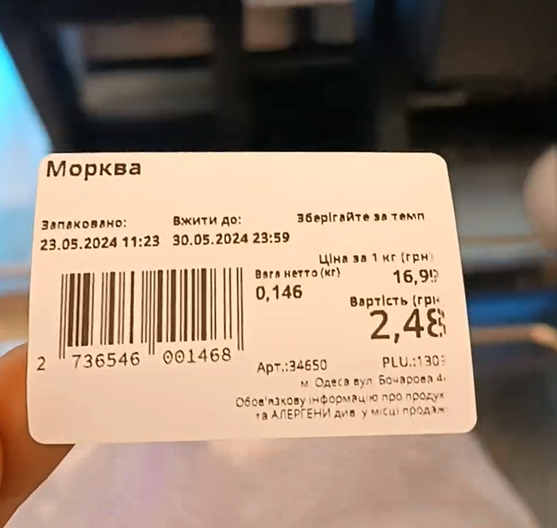 Морква
Запаковано: Вжити до: Зберігайте за темп
23.05.2024 11:23 30.05.2024 23:59
Ціна за 1 кг (грн)
Вага нетто (кг) 16,99
0,146 Вартість (грн
2,48
2 736546 001468
Арт.:34650 PLU.:130
м. Одеса вул. Бочарова 4
Обов'язкову інформацію про продук
та АЛЕРГЕНИ див. у місці продаж